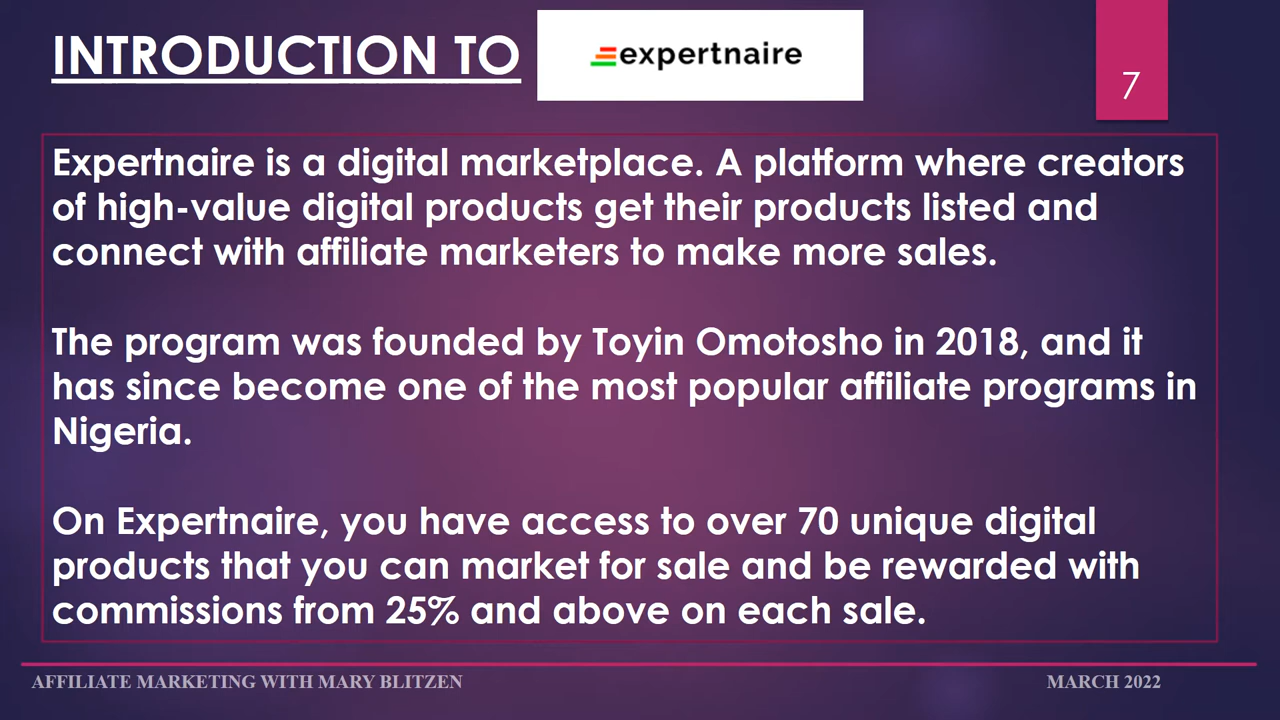 INTRODUCTION TO
expertnaire
7
Expertnaire is a digital marketplace. A platform where creators
of high-value digital products get their products listed and
connect with affiliate marketers to make more sales.
The program was founded by Toyin Omotosho in 2018, and it
has since become one of the most popular affiliate programs in
Nigeria.
On Expertnaire, you have access to over 70 unique digital
products that you can market for sale and be rewarded with
commissions from 25% and above on each sale.
AFFILIATE MARKETING WITH MARY BLITZEN
MARCH 2022